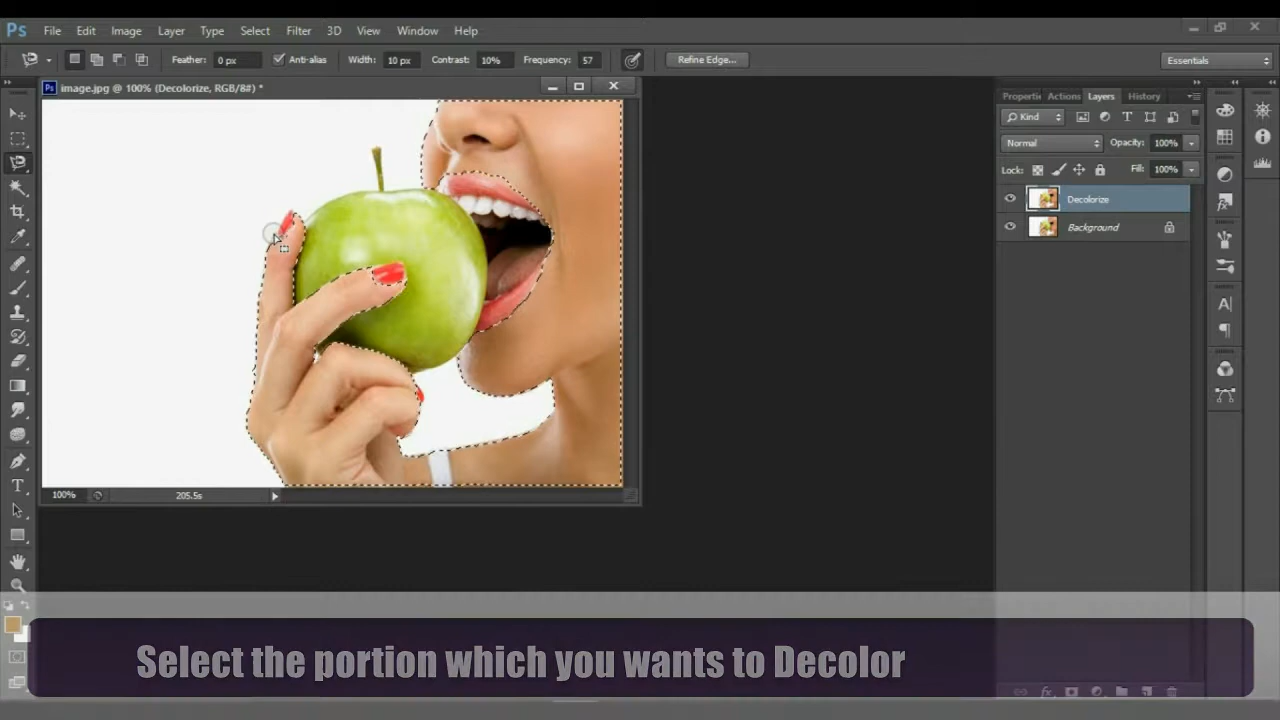 Ps File Edit Image Layer Type Select Filter 3D View Window Help
Feather: 0 px Anti-alias Width: 10 px Contrast: 10% Frequency: 57 Refine Edge... Essentials
Ps image.jpg @ 100% (Decolorize, RGB/8#) *
Properti Actions Layers History
Kind
Normal Opacity: 100%
Lock: Fill: 100%
Decolorize
Background
100% 205.5s
Select the portion which you wants to Decolor